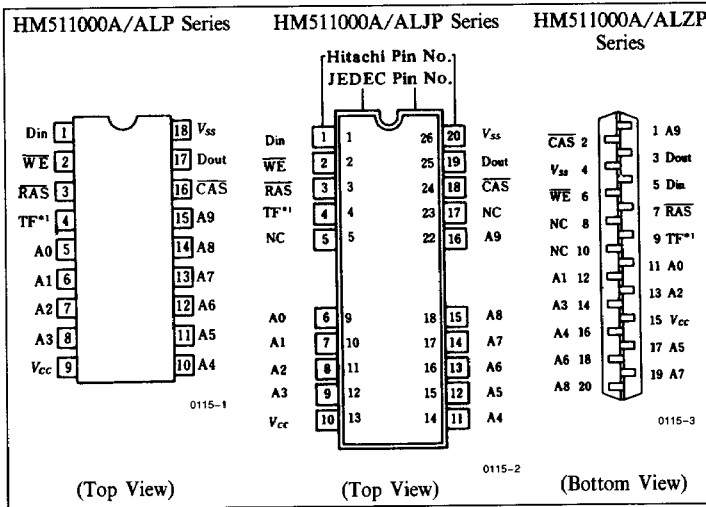 HM511000A/ALP Series
Din 1 18 Vss
WE 2 17 Dout
RAS 3 16 CAS
TF*1 4 15 A9
A0 5 14 A8
A1 6 13 A7
A2 7 12 A6
A3 8 11 A5
Vcc 9 10 A4
0115-1
(Top View)
HM511000A/ALJP Series
Hitachi Pin No.
JEDEC Pin No.
Din 1 1 26 20 Vss
WE 2 2 25 19 Dout
RAS 3 3 24 18 CAS
TF*1 4 4 23 17 NC
NC 5 5 22 16 A9
A0 6 9 18 15 A8
A1 7 10 17 14 A7
A2 8 11 16 13 A6
A3 9 12 15 12 A5
Vcc 10 13 14 11 A4
0115-2
(Top View)
HM511000A/ALZP
Series
1 A9
CAS 2
3 Dout
Vss 4
5 Din
WE 6
7 RAS
NC 8
9 TF*1
NC 10
11 A0
A1 12
13 A2
A3 14
15 Vcc
A4 16
17 A5
A6 18
19 A7
A8 20
0115-3
(Bottom View)